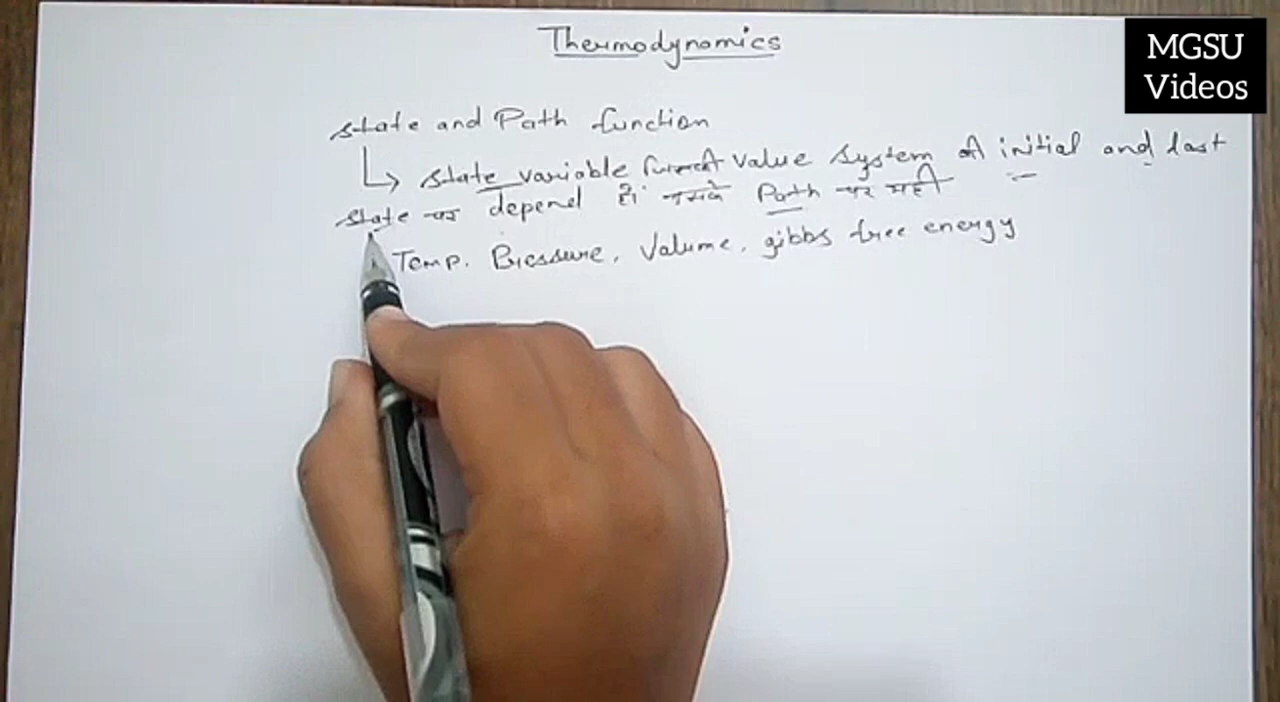 Thermodynamics
MGSU
Videos
State and Path function
↳ State variable जिनकी value system की initial and last
state पर depend हो। न उसके Path पर नहीं
Temp. Pressure, Volume, gibbs free energy